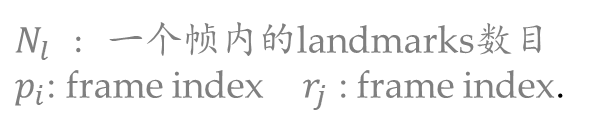 N_l : 一个帧内的landmarks数目
p_i: frame index r_j : frame index.